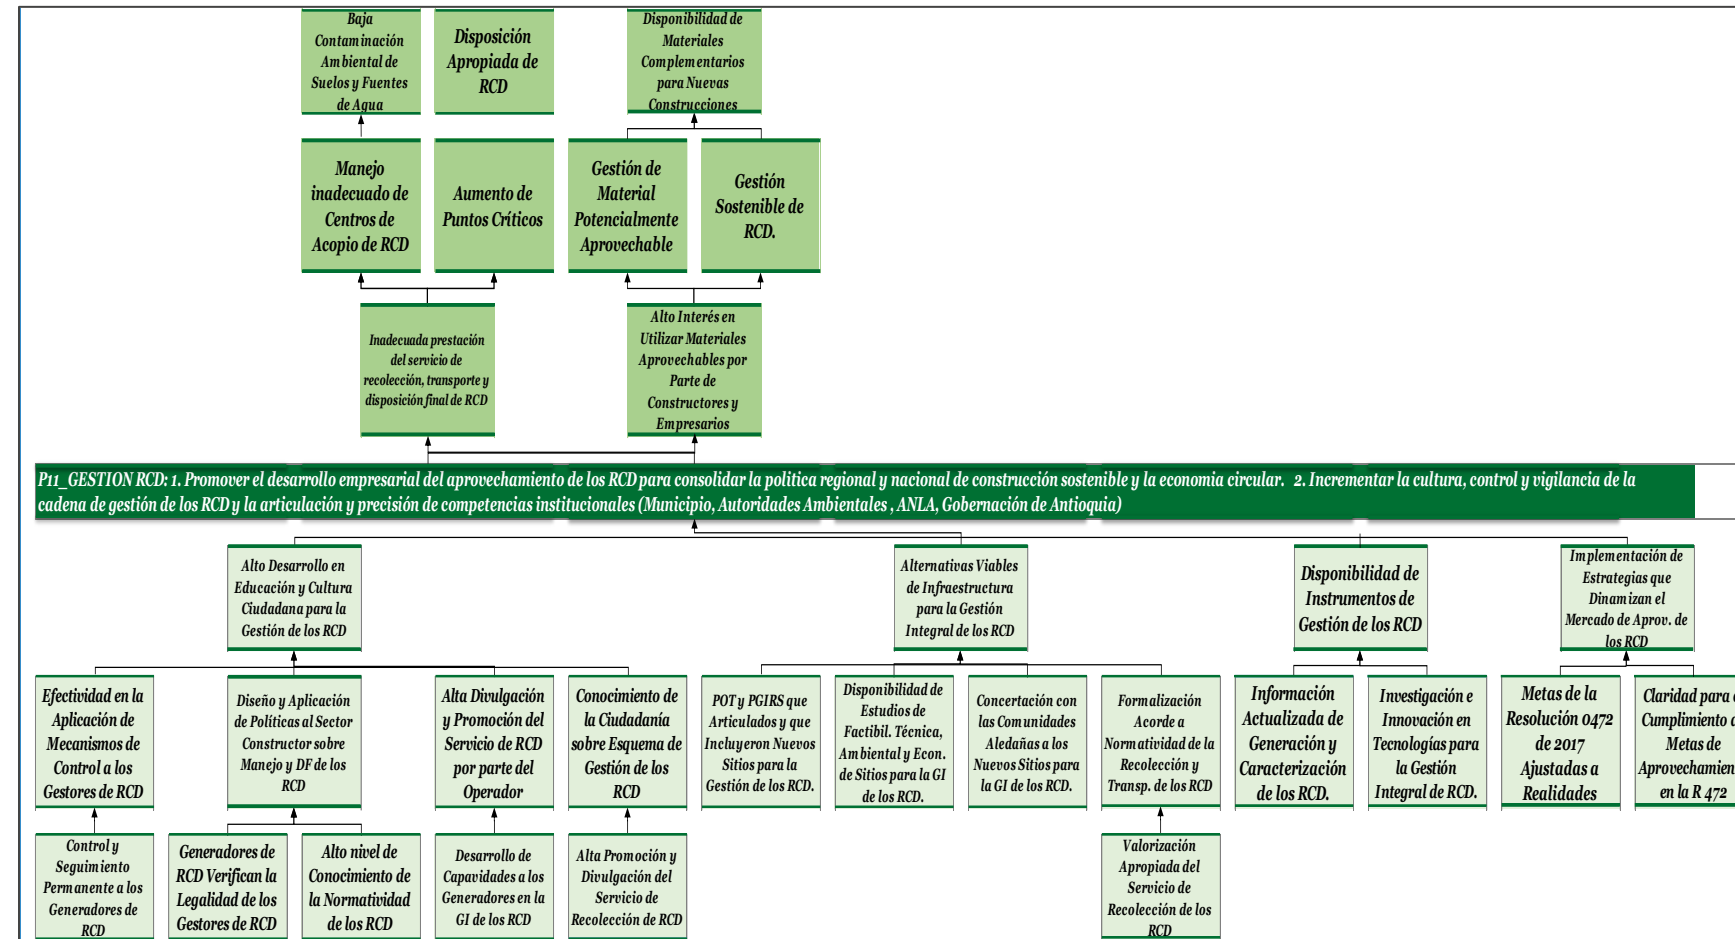 Baja
Contaminación
Ambiental de
Suelos y Fuentes
de Agua
Disposición
Apropiada de
RCD
Disponibilidad de
Materiales
Complementarios
para Nuevas
Construcciones
Manejo
inadecuado de
Centros de
Acopio de RCD
Aumento de
Puntos Críticos
Gestión de
Material
Potencialmente
Aprovechable
Gestión
Sostenible de
RCD.
Inadecuada prestación
del servicio de
recolección, transporte y
disposición final de RCD
Alto Interés en
Utilizar Materiales
Aprovechables por
Parte de
Constructores y
Empresarios
P11_GESTION RCD: 1. Promover el desarrollo empresarial del aprovechamiento de los RCD para consolidar la politica regional y nacional de construcción sostenible y la economia circular. 2. Incrementar la cultura, control y vigilancia de la
cadena de gestión de los RCD y la articulación y precisión de competencias institucionales (Municipio, Autoridades Ambientales , ANLA, Gobernación de Antioquia)
Alto Desarrollo en
Educación y Cultura
Ciudadana para la
Gestión de los RCD
Alternativas Viables
de Infraestructura
para la Gestión
Integral de los RCD
Disponibilidad de
Instrumentos de
Gestión de los RCD
Implementación de
Estrategias que
Dinamizan el
Mercado de Aprov. de
los RCD
Efectividad en la
Aplicación de
Mecanismos de
Control a los
Gestores de RCD
Diseño y Aplicación
de Políticas al Sector
Constructor sobre
Manejo y DF de los
RCD
Alta Divulgación
y Promoción del
Servicio de RCD
por parte del
Operador
Conocimiento de
la Ciudadanía
sobre Esquema de
Gestión de los
RCD
POT y PGIRS que
Articulados y que
Incluyeron Nuevos
Sitios para la
Gestión de los RCD.
Disponibilidad de
Estudios de
Factibil. Técnica,
Ambiental y Econ.
de Sitios para la GI
de los RCD.
Concertación con
las Comunidades
Aledañas a los
Nuevos Sitios para
la GI de los RCD.
Formalización
Acorde a
Normatividad de la
Recolección y
Transp. de los RCD
Información
Actualizada de
Generación y
Caracterización
de los RCD.
Investigación e
Innovación en
Tecnologías para
la Gestión
Integral de RCD.
Metas de la
Resolución 0472
de 2017
Ajustadas a
Realidades
Claridad para
Cumplimiento
Metas de
Aprovechamien
en la R 472
Control y
Seguimiento
Permanente a los
Generadores de
RCD
Generadores de
RCD Verifican la
Legalidad de los
Gestores de RCD
Alto nivel de
Conocimiento de
la Normatividad
de los RCD
Desarrollo de
Capavidades a los
Generadores en la
GI de los RCD
Alta Promoción y
Divulgación del
Servicio de
Recolección de RCD
Valorización
Apropiada del
Servicio de
Recolección de los
RCD